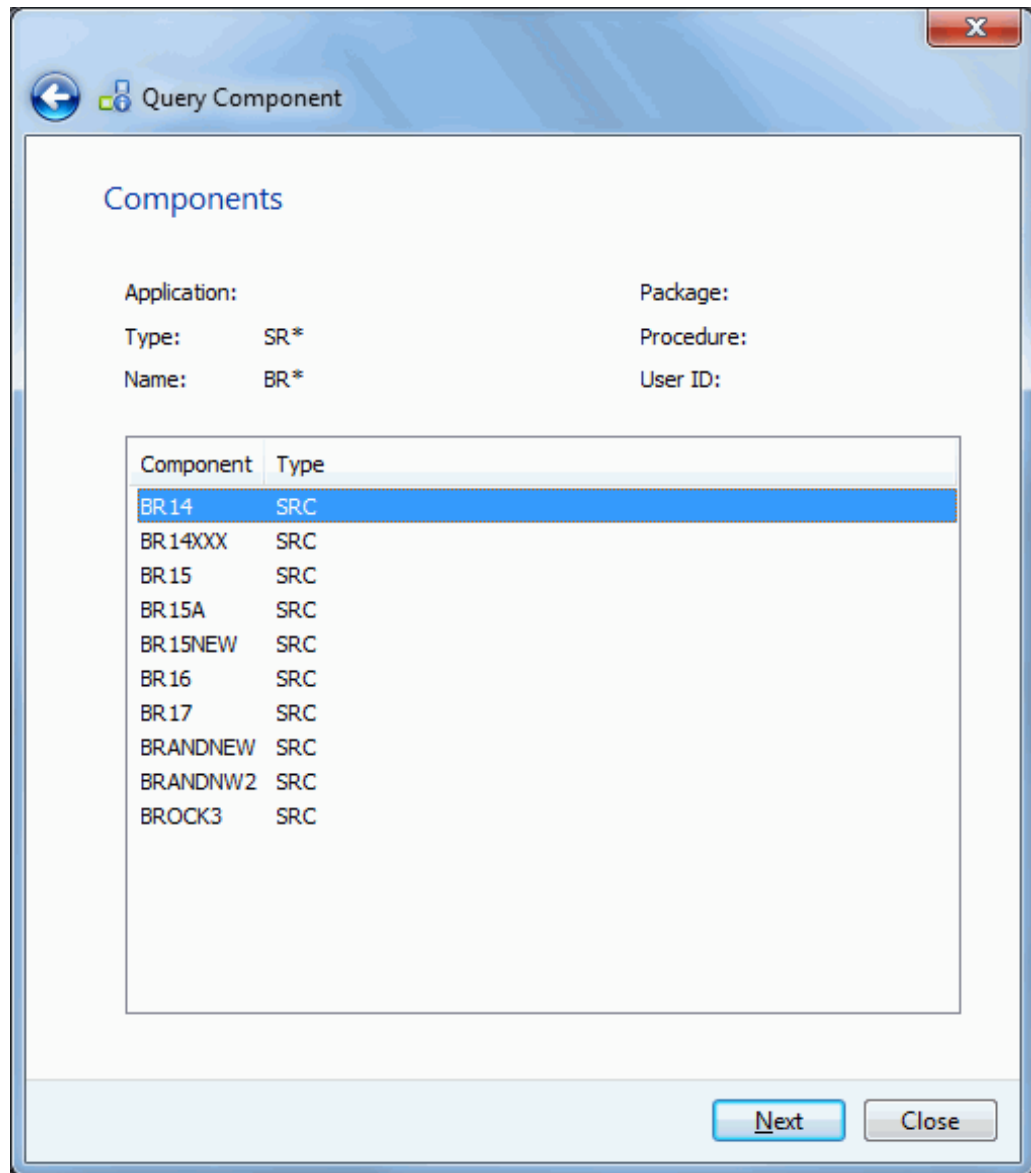 Query Component
Components
Application: Package:
Type: SR* Procedure:
Name: BR* User ID:
Component Type
BR14 SRC
BR14XXX SRC
BR15 SRC
BR15A SRC
BR15NEW SRC
BR16 SRC
BR17 SRC
BRANDNEW SRC
BRANDNW2 SRC
BROCK3 SRC
Next Close